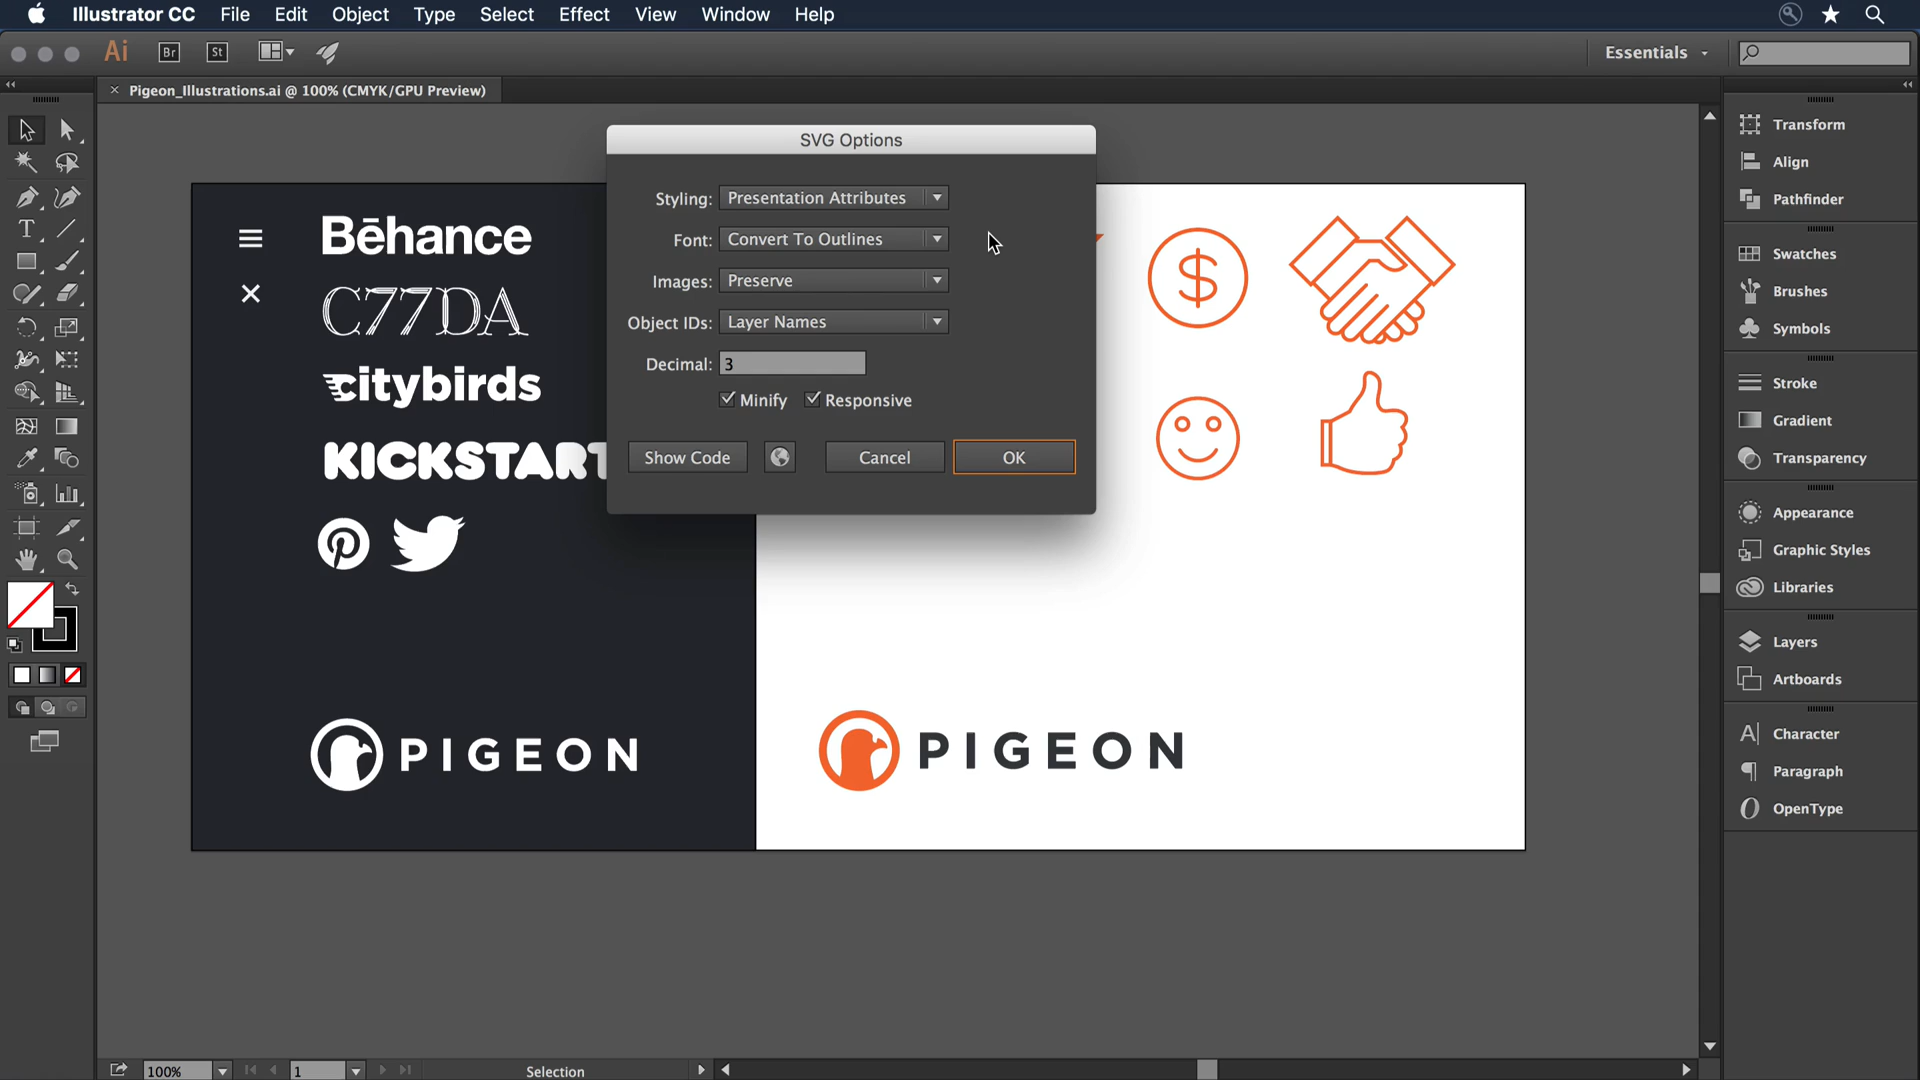 Illustrator CC File Edit Object Type Select Effect View Window Help
Ai Br St Essentials
× Pigeon_Illustrations.ai @ 100% (CMYK/GPU Preview)
SVG Options
Styling: Presentation Attributes
Font: Convert To Outlines
Images: Preserve
Object IDs: Layer Names
Decimal: 3
Minify Responsive
Show Code Cancel OK
Bēhance
C77DA
citybirds
KICKSTART
PIGEON
PIGEON
$
Transform
Align
Pathfinder
Swatches
Brushes
Symbols
Stroke
Gradient
Transparency
Appearance
Graphic Styles
Libraries
Layers
Artboards
Character
Paragraph
OpenType
100% 1 Selection